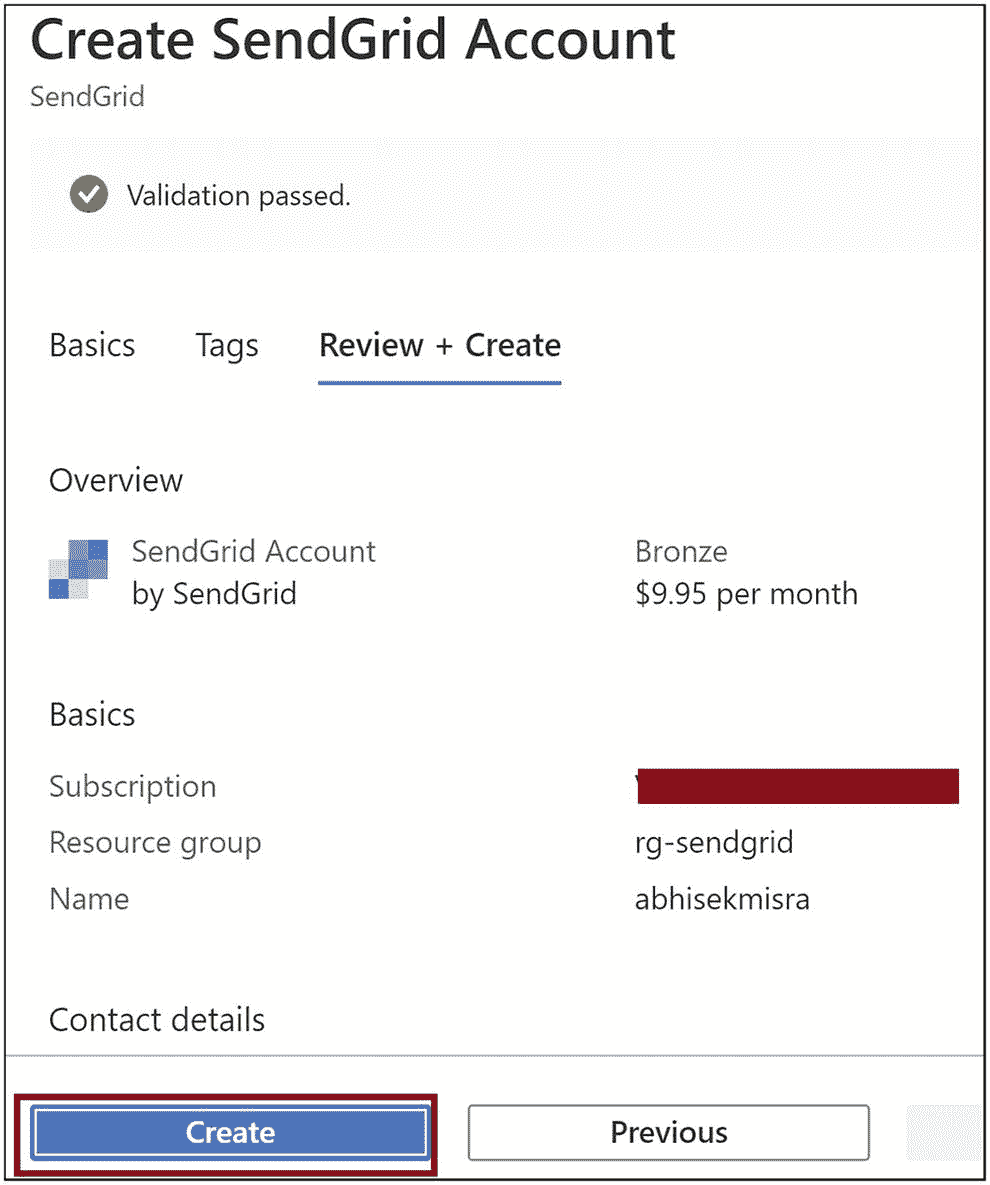 Create SendGrid Account
SendGrid
Validation passed.
Basics Tags Review + Create
Overview
SendGrid Account Bronze
by SendGrid $9.95 per month
Basics
Subscription
Resource group rg-sendgrid
Name abhisekmisra
Contact details
Create Previous